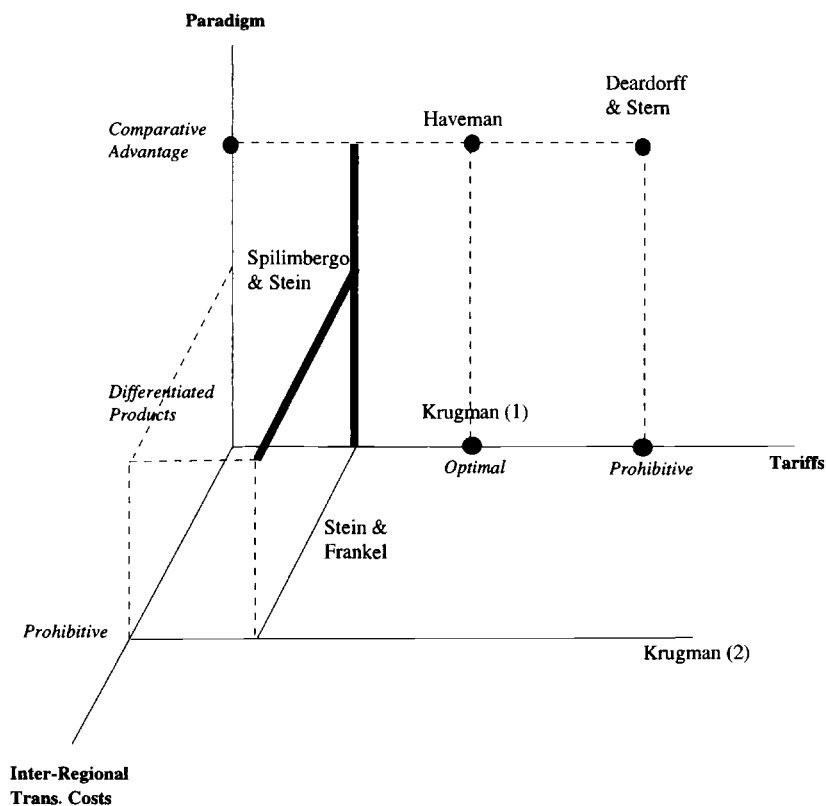 Paradigm
Deardorff
& Stern
Haveman
Comparative
Advantage
Spilimbergo
& Stein
Differentiated
Products
Krugman (1)
Optimal
Prohibitive
Tariffs
Stein &
Frankel
Prohibitive
Krugman (2)
Inter-Regional
Trans. Costs